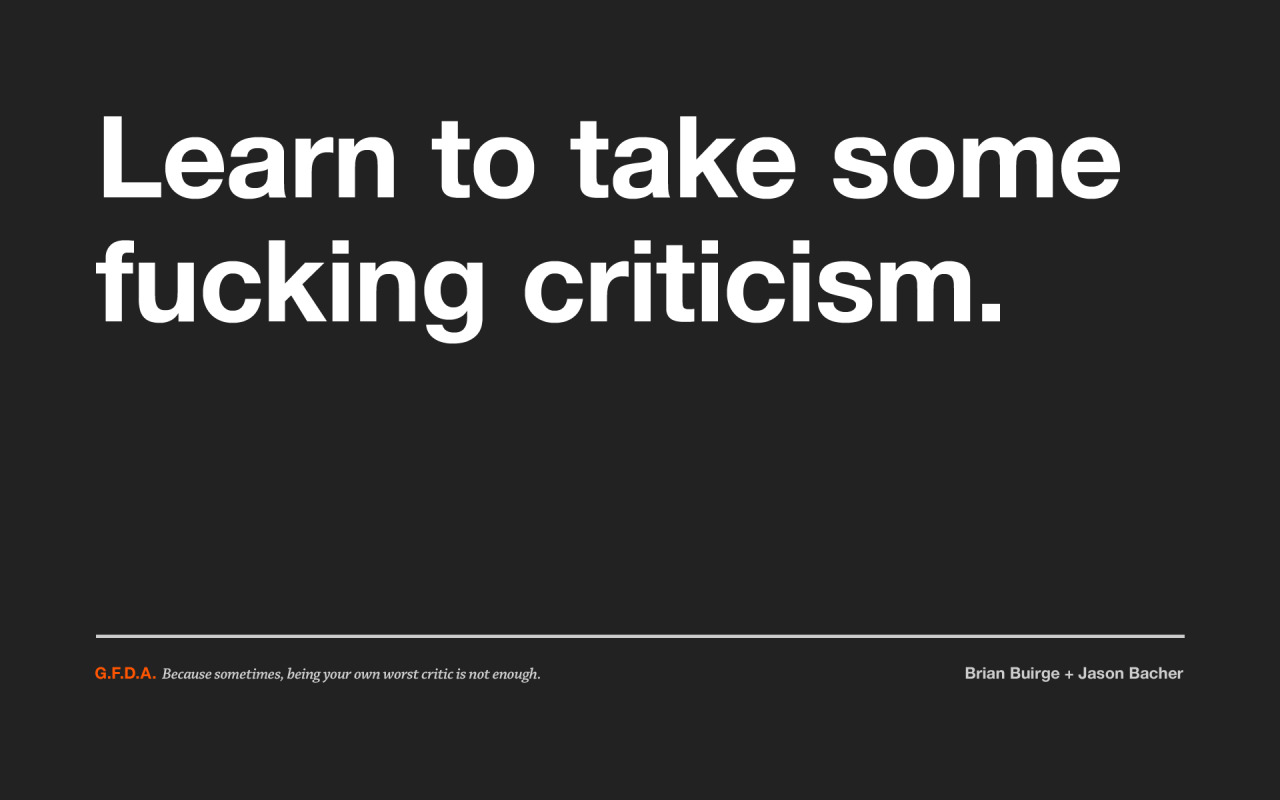 Learn to take some
fucking criticism.
G.F.D.A. Because sometimes, being your own worst critic is not enough.
Brian Buirge + Jason Bacher